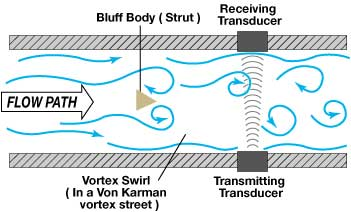 Bluff Body ( Strut )
Receiving
Transducer
FLOW PATH
Vortex Swirl
( In a Von Karman
vortex street )
Transmitting
Transducer